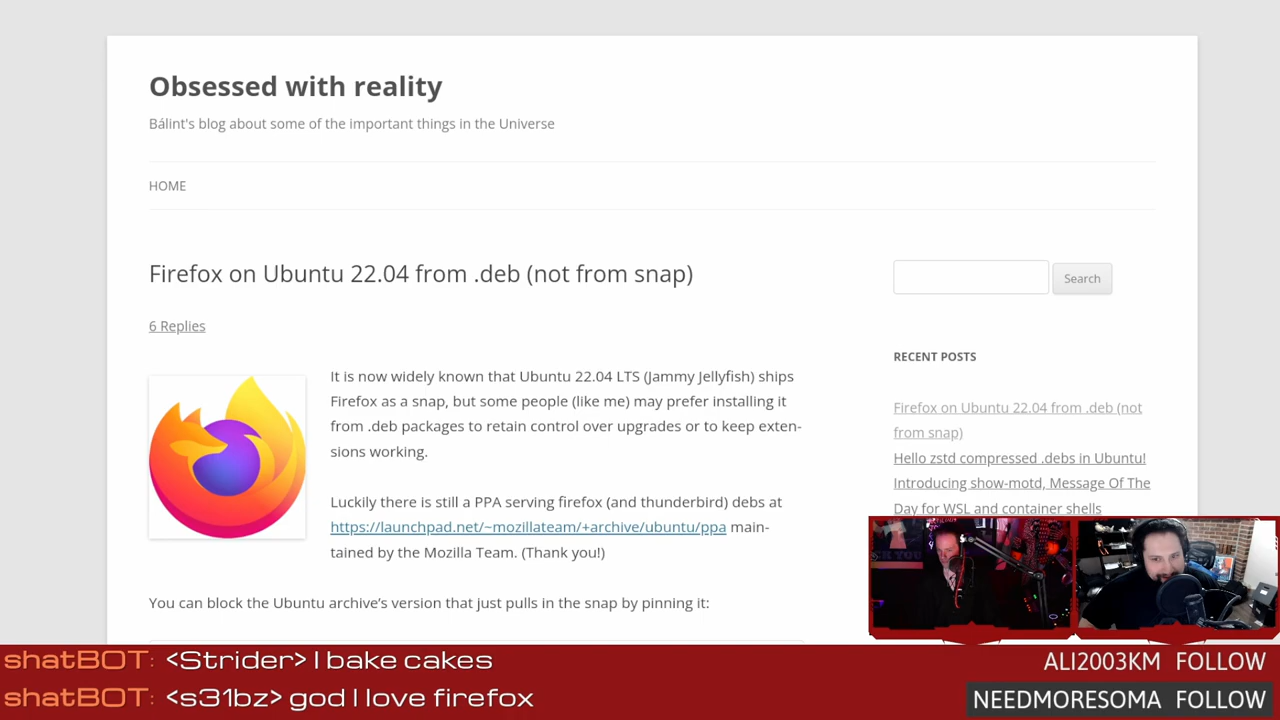 Obsessed with reality
Bálint's blog about some of the important things in the Universe
HOME
Firefox on Ubuntu 22.04 from .deb (not from snap)
6 Replies
It is now widely known that Ubuntu 22.04 LTS (Jammy Jellyfish) ships
Firefox as a snap, but some people (like me) may prefer installing it
from .deb packages to retain control over upgrades or to keep exten-
sions working.
Luckily there is still a PPA serving firefox (and thunderbird) debs at
https://launchpad.net/~mozillateam/+archive/ubuntu/ppa main-
tained by the Mozilla Team. (Thank you!)
You can block the Ubuntu archive's version that just pulls in the snap by pinning it:
Search
RECENT POSTS
Firefox on Ubuntu 22.04 from .deb (not
from snap)
Hello zstd compressed .debs in Ubuntu!
Introducing show-motd, Message Of The
Day for WSL and container shells
shatBOT: <Strider> I bake cakes
shatBOT: <s31bz> god I love firefox
ALI2003KM FOLLOW
NEEDMORESOMA FOLLOW